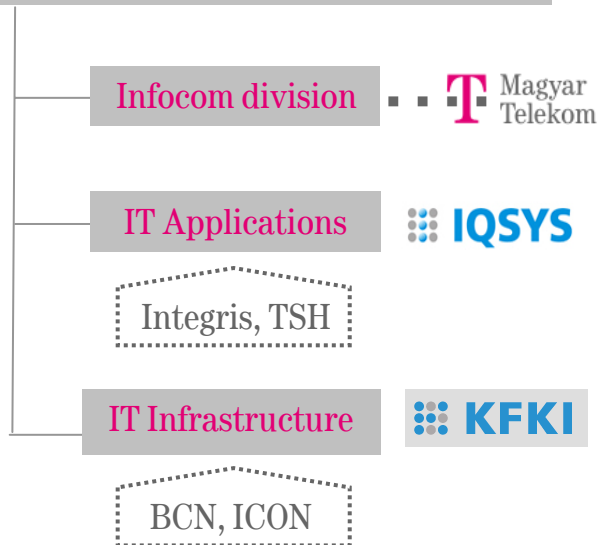 Infocom division
T Magyar
Telekom
IT Applications
IQSYS
Integris, TSH
IT Infrastructure
KFKI
BCN, ICON